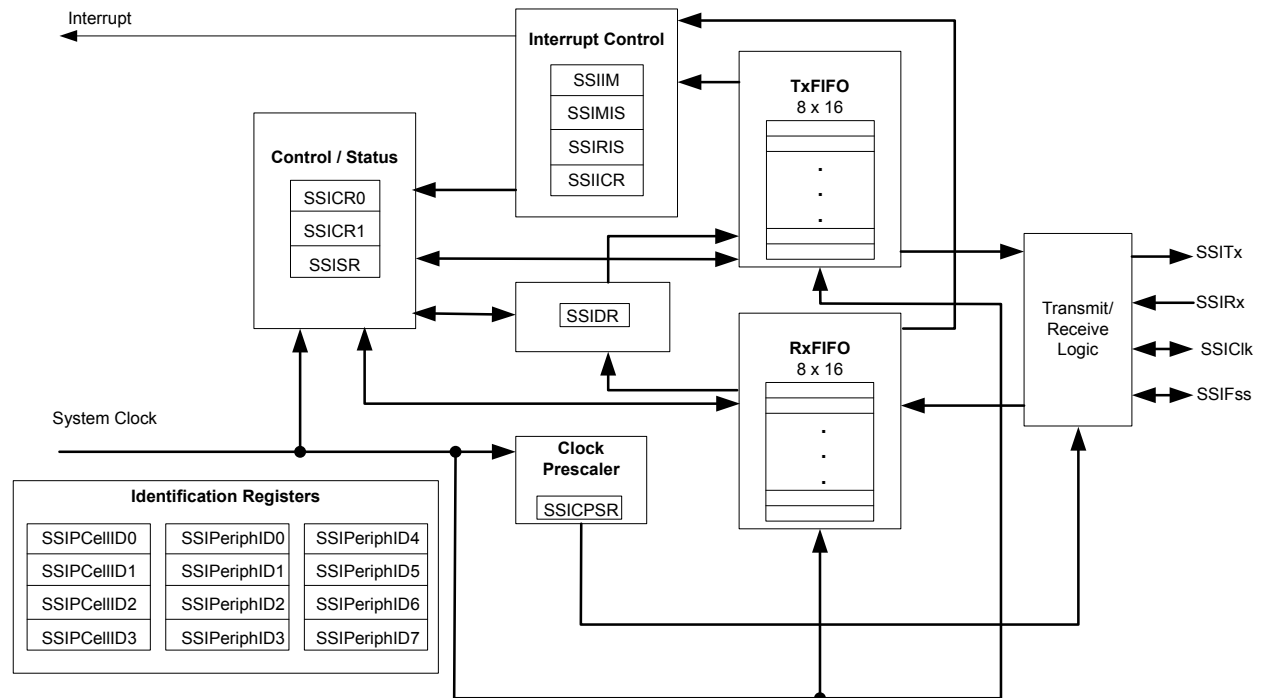 Interrupt
Interrupt Control
SSIIM
SSIMIS
SSIRIS
SSIICR
TxFIFO
8 x 16
.
.
.
Control / Status
SSICR0
SSICR1
SSISR
SSIDR
RxFIFO
8 x 16
.
.
.
Transmit/
Receive
Logic
SSITx
SSIRx
SSIClk
SSIFss
System Clock
Clock
Prescaler
SSICPSR
Identification Registers
SSIPCellID0
SSIPeriphID0
SSIPeriphID4
SSIPCellID1
SSIPeriphID1
SSIPeriphID5
SSIPCellID2
SSIPeriphID2
SSIPeriphID6
SSIPCellID3
SSIPeriphID3
SSIPeriphID7